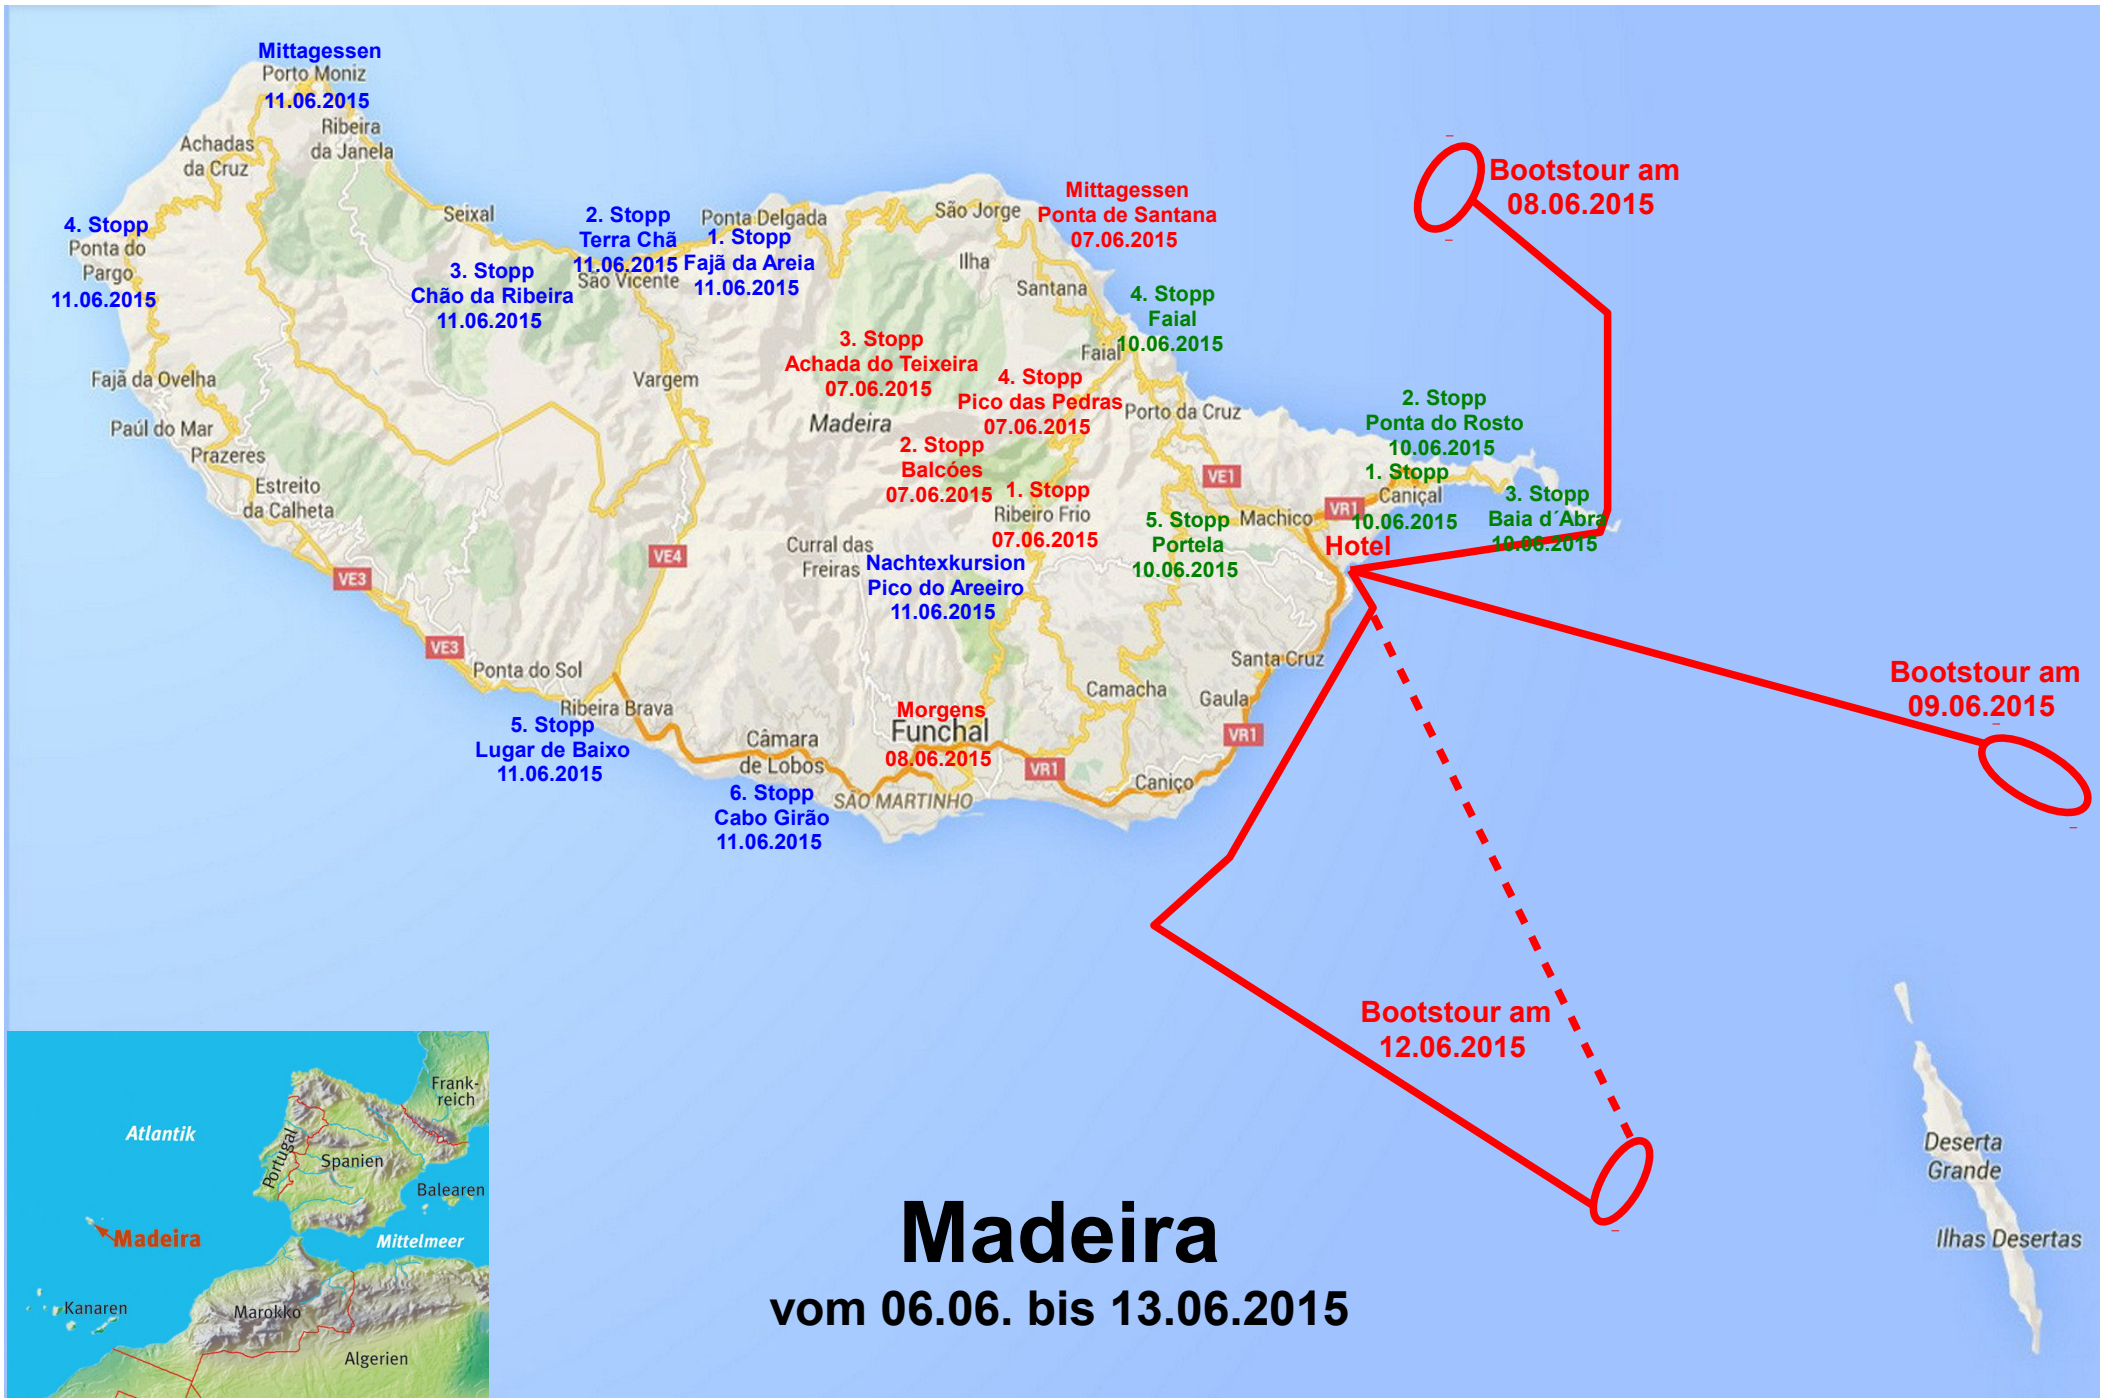 Mittagessen
Porto Moniz
11.06.2015
Ribeira
da Janela
Achadas
da Cruz
4. Stopp
Ponta do
Pargo
11.06.2015
Seixal
3. Stopp
Chão da Ribeira
11.06.2015
2. Stopp
Terra Chã
11.06.2015
São Vicente
Ponta Delgada
1. Stopp
Fajã da Areia
11.06.2015
São Jorge
Ilha
Santana
Mittagessen
Ponta de Santana
07.06.2015
Bootstour am
08.06.2015
4. Stopp
Faial
10.06.2015
Faial
3. Stopp
Achada do Teixeira
07.06.2015
4. Stopp
Pico das Pedras
07.06.2015
Madeira
Porto da Cruz
2. Stopp
Balcóes
07.06.2015
1. Stopp
Ribeiro Frio
07.06.2015
2. Stopp
Ponta do Rosto
10.06.2015
1. Stopp
Caniçal
10.06.2015
3. Stopp
Baia d´Abra
10.06.2015
VE1
VR1
Machico
Hotel
5. Stopp
Portela
10.06.2015
Fajã da Ovelha
Paúl do Mar
Prazeres
Estreito
da Calheta
Vargem
VE4
VE3
VE3
Curral das
Freiras
Nachtexkursion
Pico do Areeiro
11.06.2015
Ponta do Sol
Ribeira Brava
5. Stopp
Lugar de Baixo
11.06.2015
Câmara
de Lobos
6. Stopp
Cabo Girão
11.06.2015
Morgens
Funchal
08.06.2015
SÃO MARTINHO
VR1
Camacha
Santa Cruz
Gaula
VR1
Caniço
Bootstour am
09.06.2015
Bootstour am
12.06.2015
Deserta
Grande
Ilhas Desertas
Atlantik
Frank-
reich
Portugal
Spanien
Balearen
Madeira
Mittelmeer
Kanaren
Marokko
Algerien
Madeira
vom 06.06. bis 13.06.2015